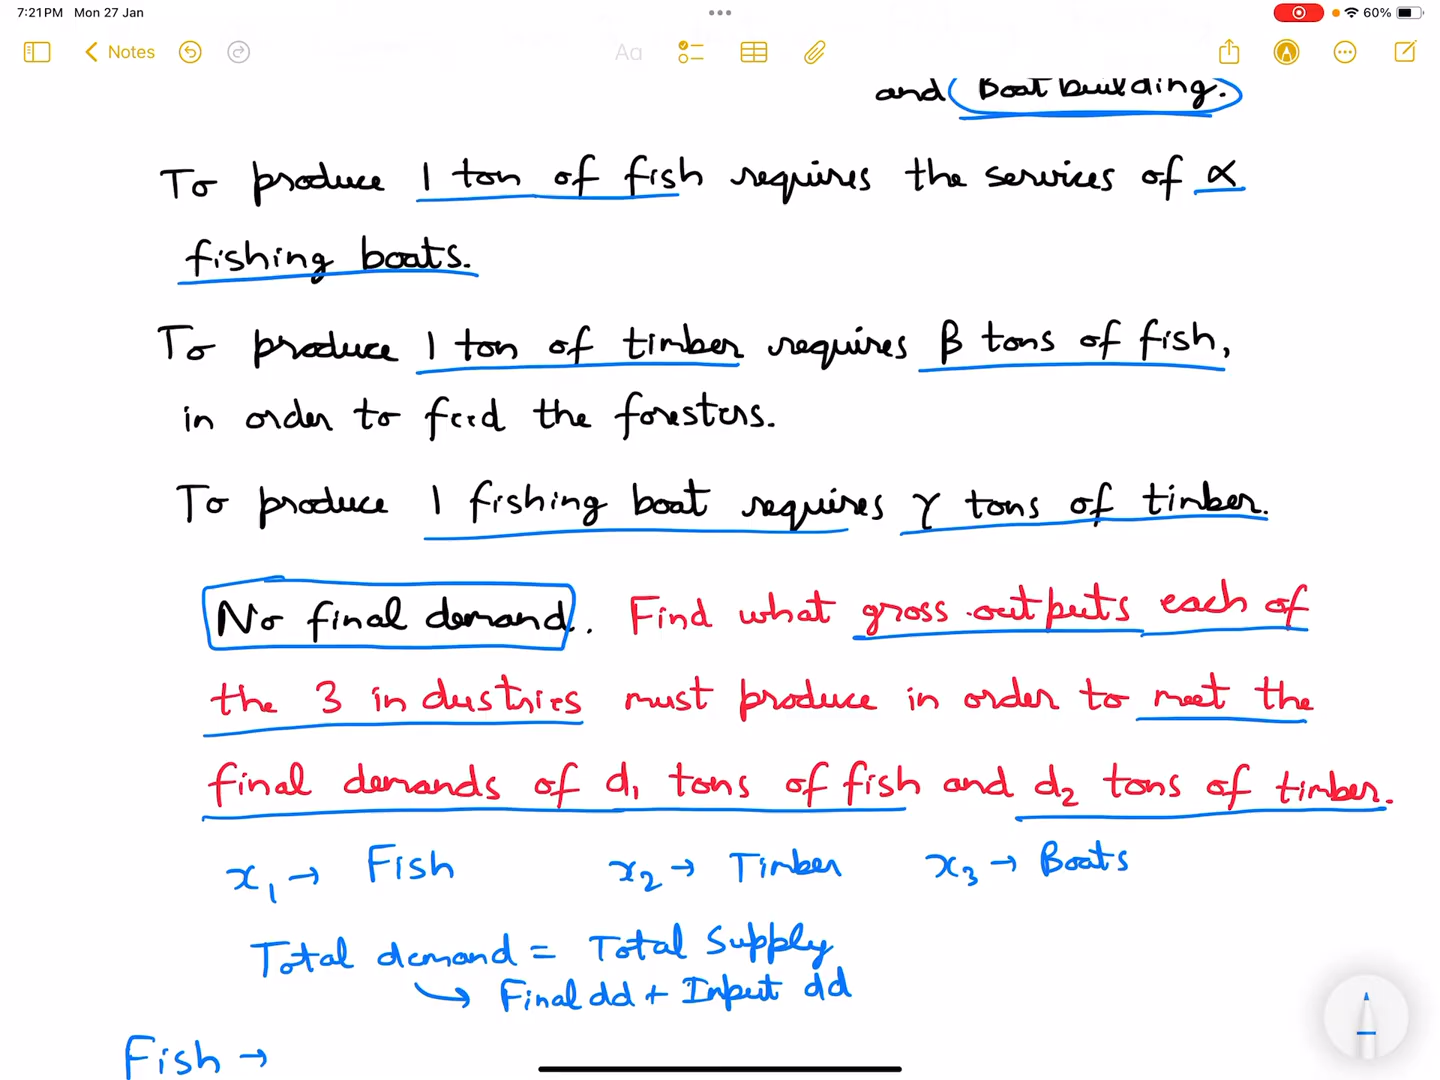 7:21 PM Mon 27 Jan
60%
Notes
Aa
and Boat building.
To produce 1 ton of fish requires the services of α
fishing boats.
To produce 1 ton of timber requires β tons of fish,
in order to feed the foresters.
To produce 1 fishing boat requires γ tons of timber.
No final demand. Find what gross outputs each of
the 3 industries must produce in order to meet the
final demands of d₁ tons of fish and d₂ tons of timber.
x₁ → Fish x₂ → Timber x₃ → Boats
Total demand = Total Supply
↳ Final dd + Input dd
Fish →